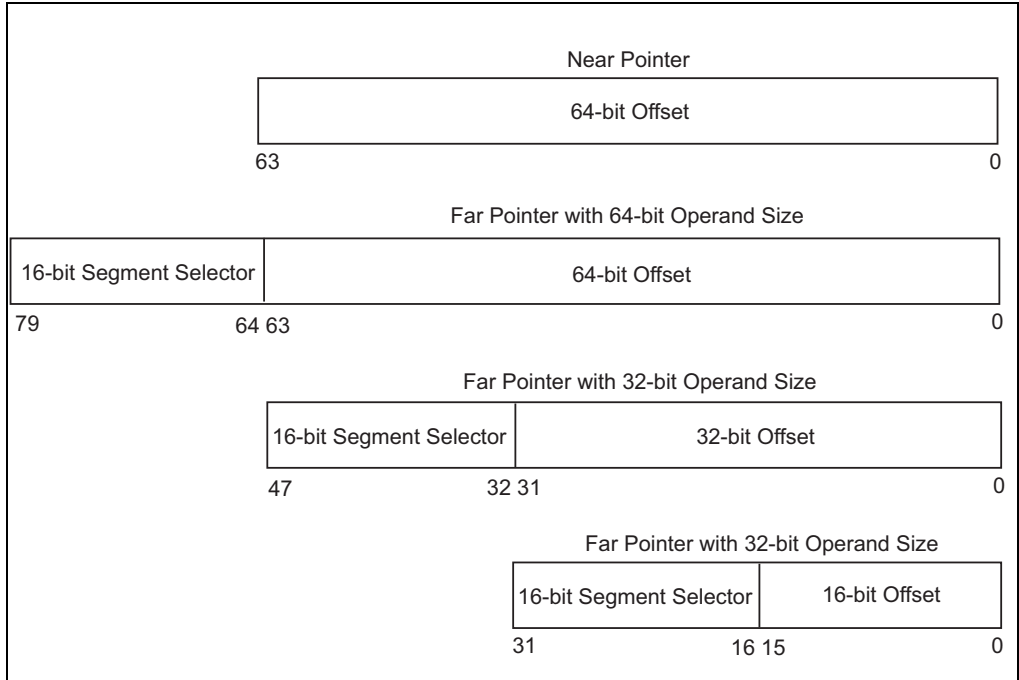 Near Pointer
64-bit Offset
63 0
Far Pointer with 64-bit Operand Size
16-bit Segment Selector 64-bit Offset
79 64 63 0
Far Pointer with 32-bit Operand Size
16-bit Segment Selector 32-bit Offset
47 32 31 0
Far Pointer with 32-bit Operand Size
16-bit Segment Selector 16-bit Offset
31 16 15 0